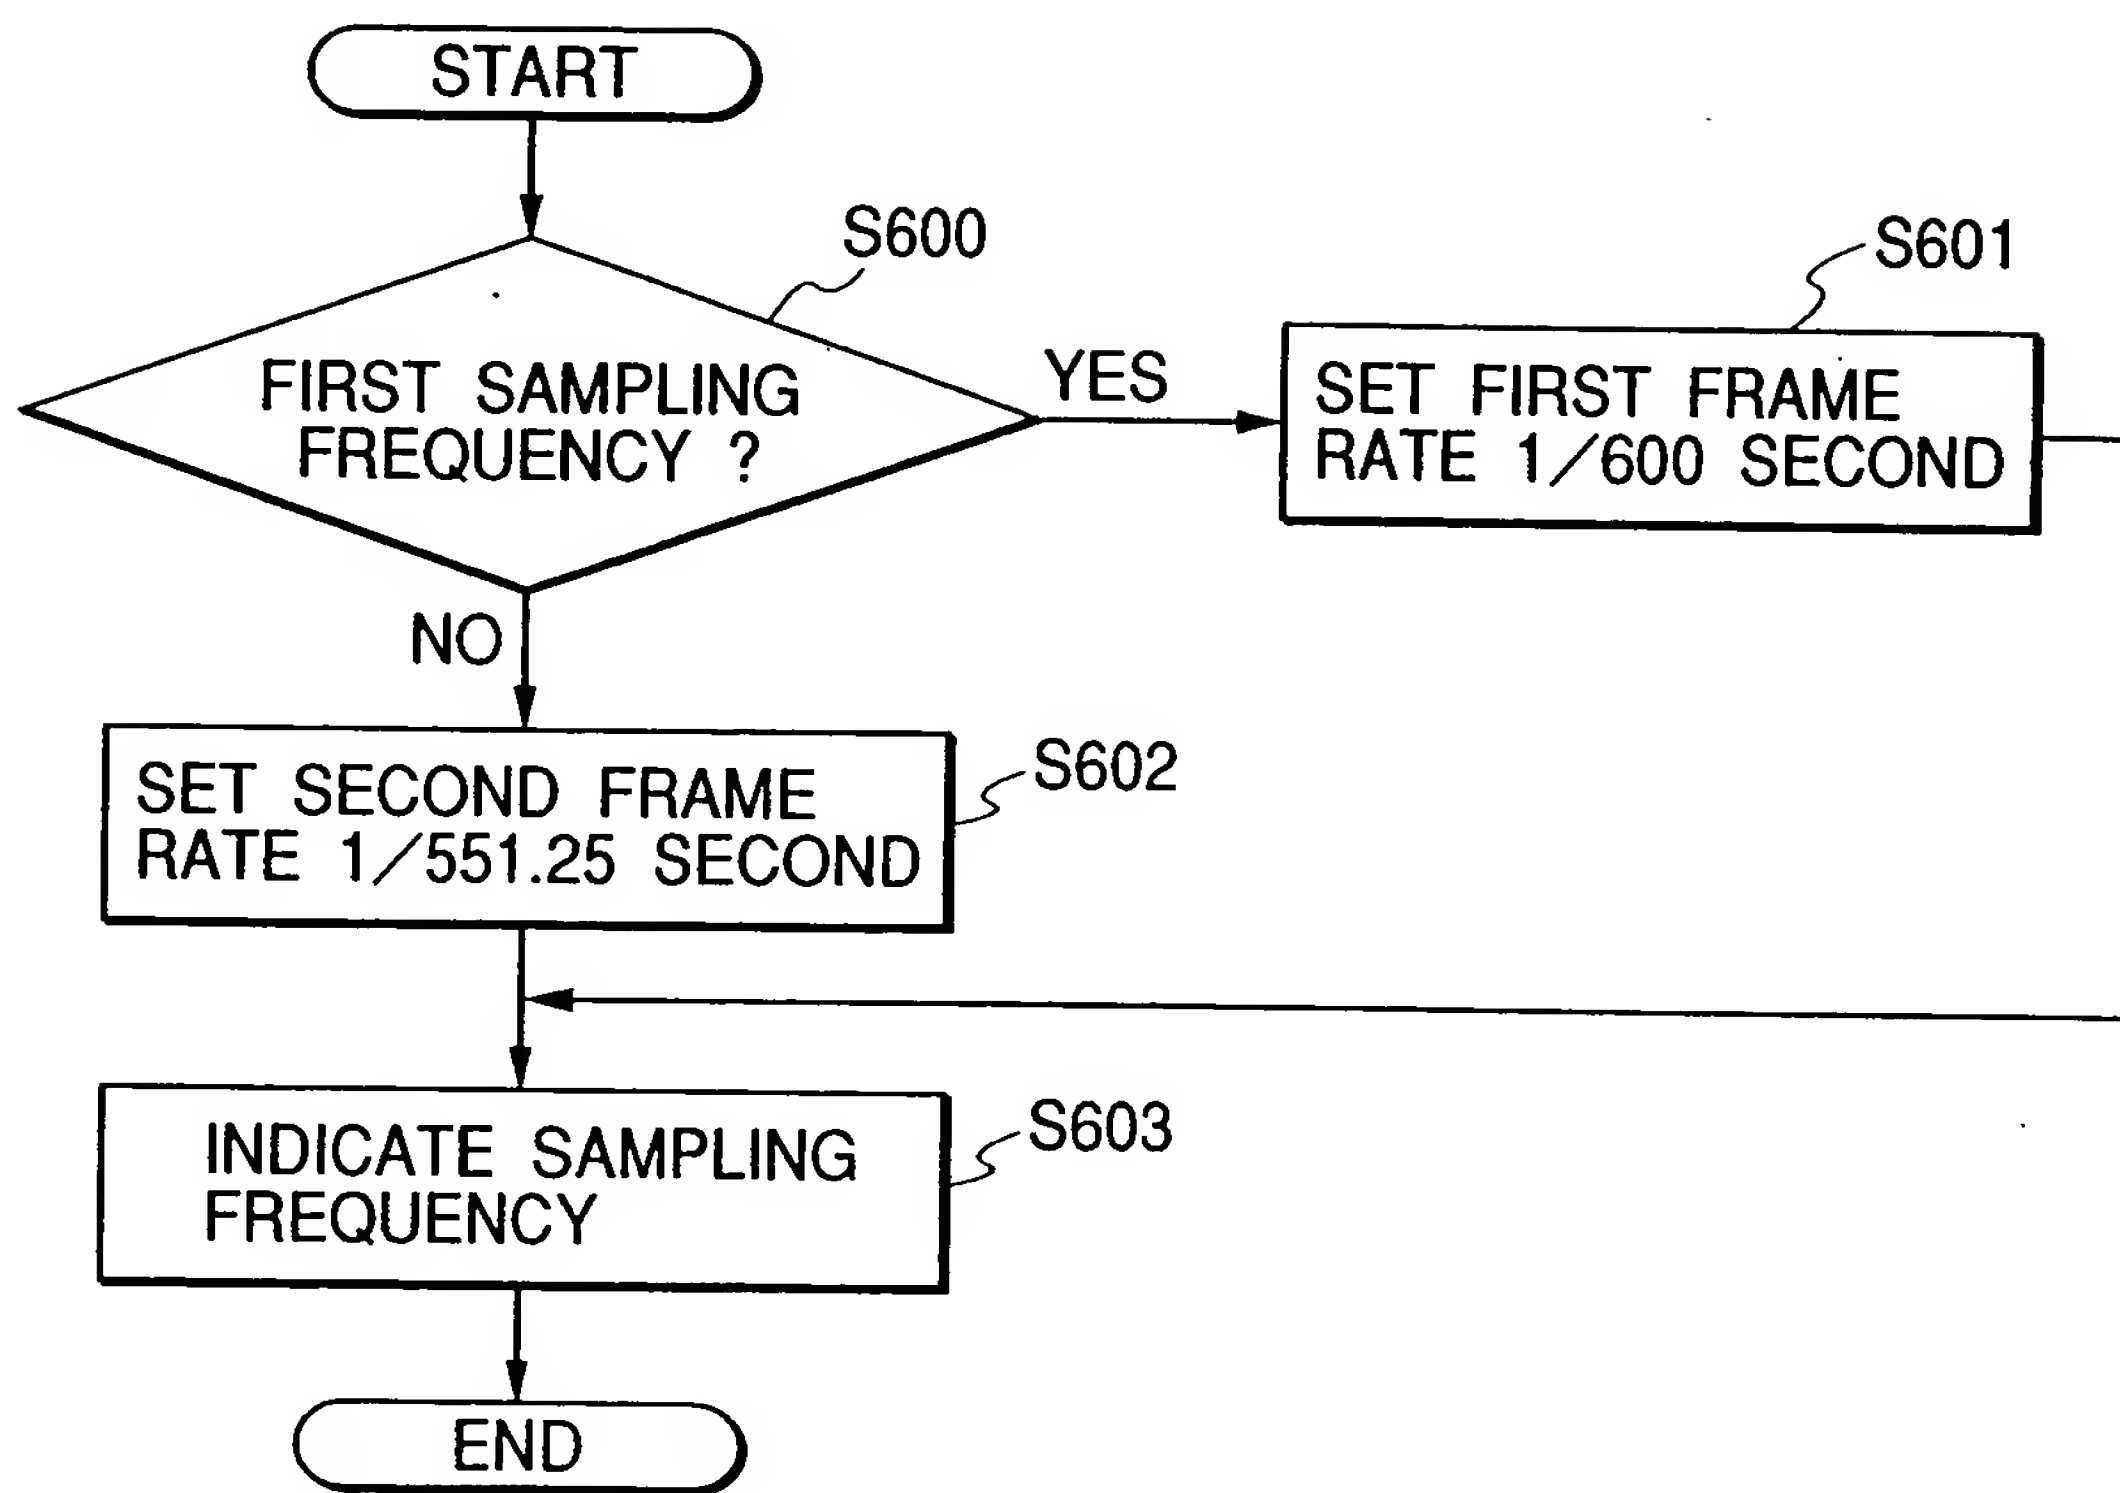 START
S600
S601
FIRST SAMPLING
FREQUENCY ?
YES
SET FIRST FRAME
RATE 1/600 SECOND
NO
SET SECOND FRAME
RATE 1/551.25 SECOND
S602
INDICATE SAMPLING
FREQUENCY
S603
END